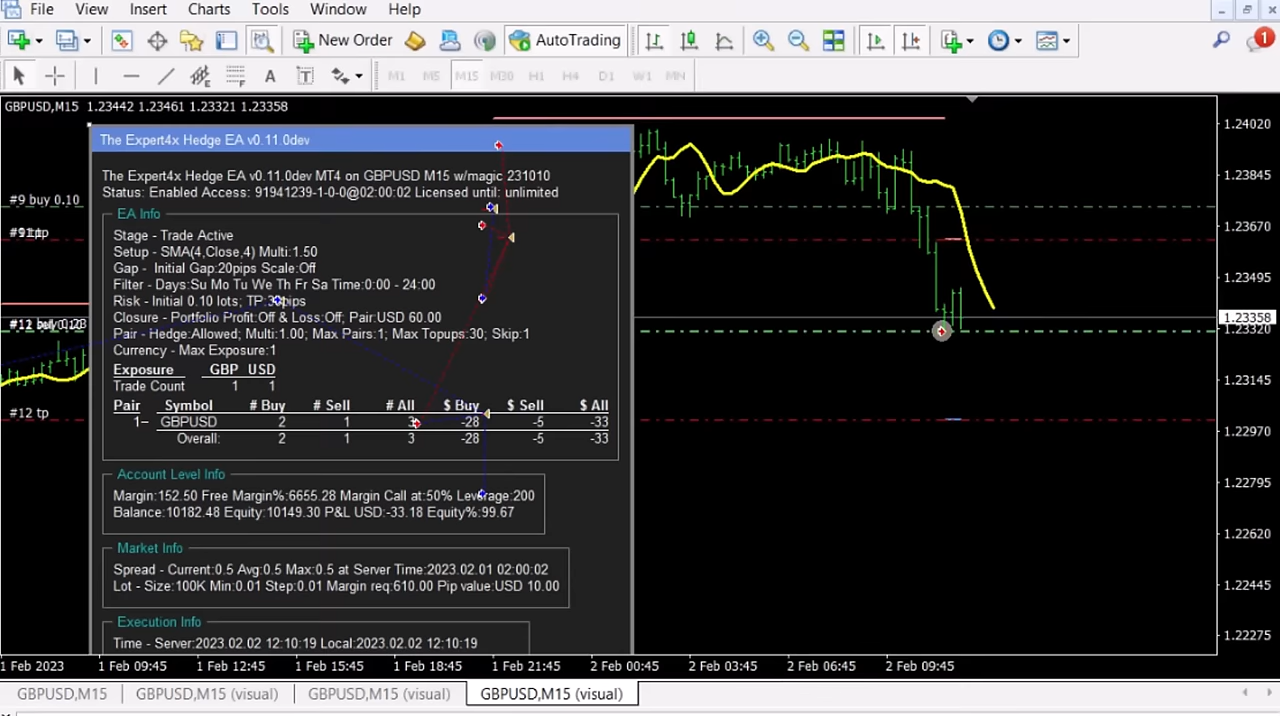 File View Insert Charts Tools Window Help
New Order AutoTrading 1
A T M1 M5 M15 M30 H1 H4 D1 W1 MN
GBPUSD,M15 1.23442 1.23461 1.23321 1.23358
The Expert4x Hedge EA v0.11.0dev
The Expert4x Hedge EA v0.11.0dev MT4 on GBPUSD M15 w/magic 231010
Status: Enabled Access: 91941239-1-0-0@02:00:02 Licensed until: unlimited
EA Info
Stage - Trade Active
Setup - SMA(4,Close,4) Multi:1.50
Gap - Initial Gap:20pips Scale:Off
Filter - Days:Su Mo Tu We Th Fr Sa Time:0:00 - 24:00
Risk - Initial 0.10 lots; TP:3 pips
Closure - Portfolio Profit:Off & Loss:Off; Pair:USD 60.00
Pair - Hedge:Allowed; Multi:1.00; Max Pairs:1; Max Topups:30; Skip:1
Currency - Max Exposure:1
Exposure GBP USD
Trade Count 1 1
Pair Symbol # Buy # Sell # All $ Buy $ Sell $ All
1– GBPUSD 2 1 3 -28 -5 -33
Overall: 2 1 3 -28 -5 -33
Account Level Info
Margin:152.50 Free Margin%:6655.28 Margin Call at:50% Leverage:200
Balance:10182.48 Equity:10149.30 P&L USD:-33.18 Equity%:99.67
Market Info
Spread - Current:0.5 Avg:0.5 Max:0.5 at Server Time:2023.02.01 02:00:02
Lot - Size:100K Min:0.01 Step:0.01 Margin req:610.00 Pip value:USD 10.00
Execution Info
Time - Server:2023.02.02 12:10:19 Local:2023.02.02 12:10:19
#9 buy 0.10
#12 tp
1.24020
1.23845
1.23670
1.23495
1.23358
1.23320
1.23145
1.22970
1.22795
1.22620
1.22445
1.22275
1 Feb 2023 1 Feb 09:45 1 Feb 12:45 1 Feb 15:45 1 Feb 18:45 1 Feb 21:45 2 Feb 00:45 2 Feb 03:45 2 Feb 06:45 2 Feb 09:45
GBPUSD,M15 GBPUSD,M15 (visual) GBPUSD,M15 (visual) GBPUSD,M15 (visual)